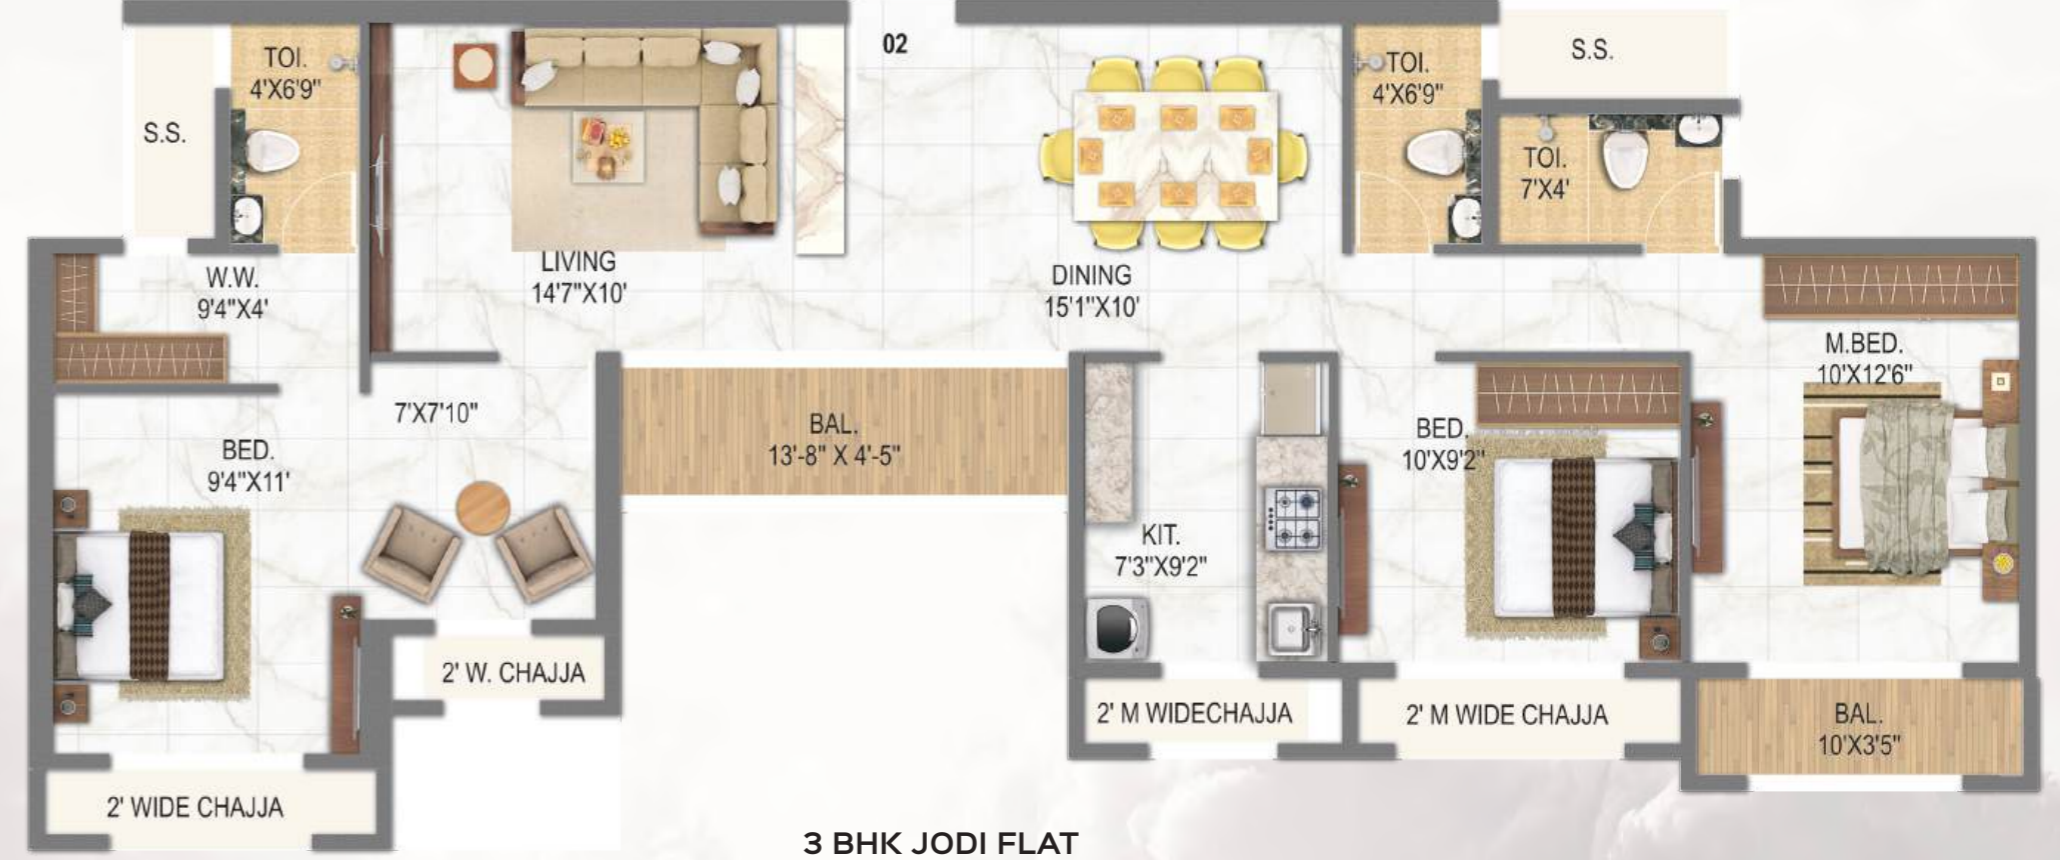 02
TOI.
4'X6'9"
S.S.
LIVING
14'7"X10'
W.W.
9'4"X4'
DINING
15'1"X10'
TOI.
4'X6'9"
S.S.
TOI.
7'X4'
M.BED.
10'X12'6"
7'X7'10"
BED.
9'4"X11'
BAL.
13'-8" X 4'-5"
KIT.
7'3"X9'2"
BED.
10'X9'2"
2' W. CHAJJA
2' WIDE CHAJJA
2' M WIDECHAJJA
2' M WIDE CHAJJA
BAL.
10'X3'5"
3 BHK JODI FLAT